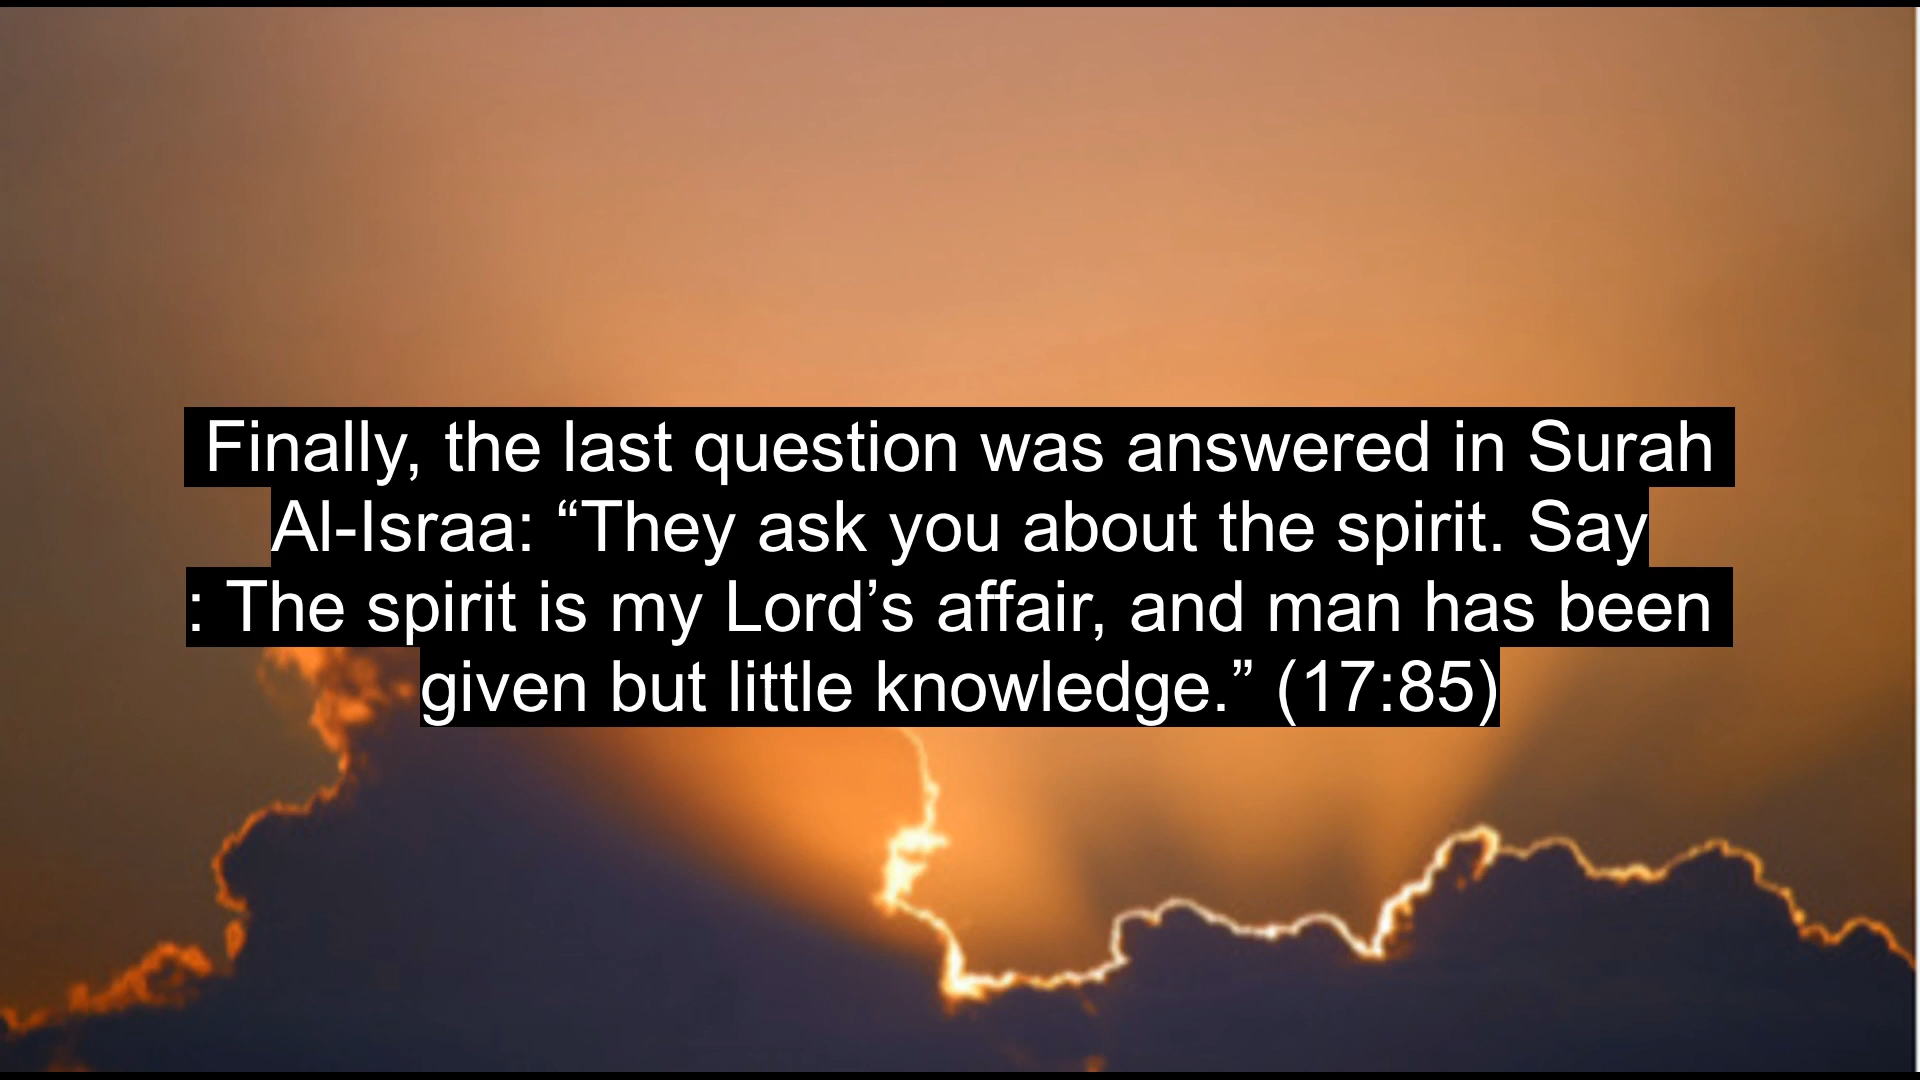 Finally, the last question was answered in Surah
Al-Israa: “They ask you about the spirit. Say
: The spirit is my Lord’s affair, and man has been
given but little knowledge.” (17:85)